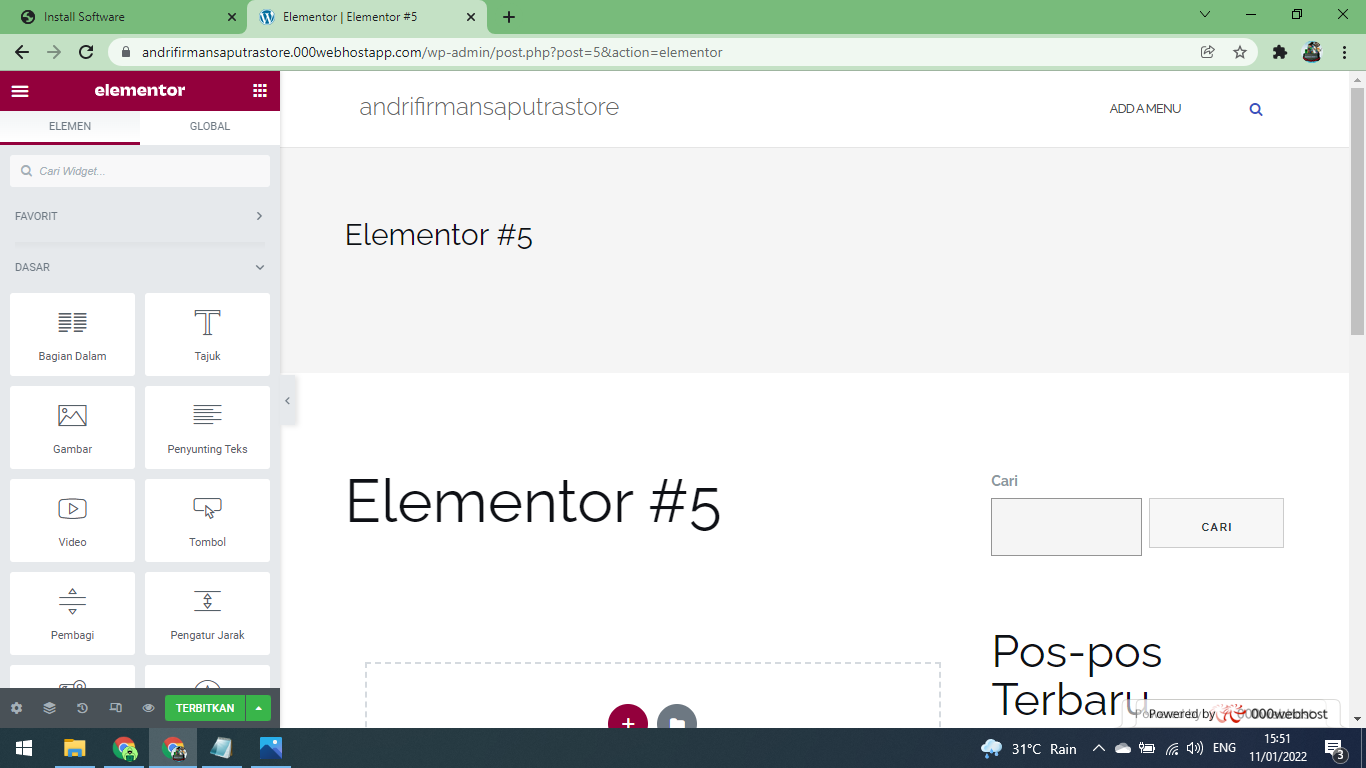 Install Software
Elementor | Elementor #5
andrifirmansaputrastore.000webhostapp.com/wp-admin/post.php?post=5&action=elementor
elementor
ELEMEN
GLOBAL
Cari Widget...
FAVORIT
DASAR
Bagian Dalam
Tajuk
Gambar
Penyunting Teks
Video
Tombol
Pembagi
Pengatur Jarak
TERBITKAN
andrifirmansaputrastore
ADD A MENU
Elementor #5
Elementor #5
Cari
CARI
Pos-pos
Terbaru
Powered by 000webhost
31°C Rain
ENG
15:51
11/01/2022
3